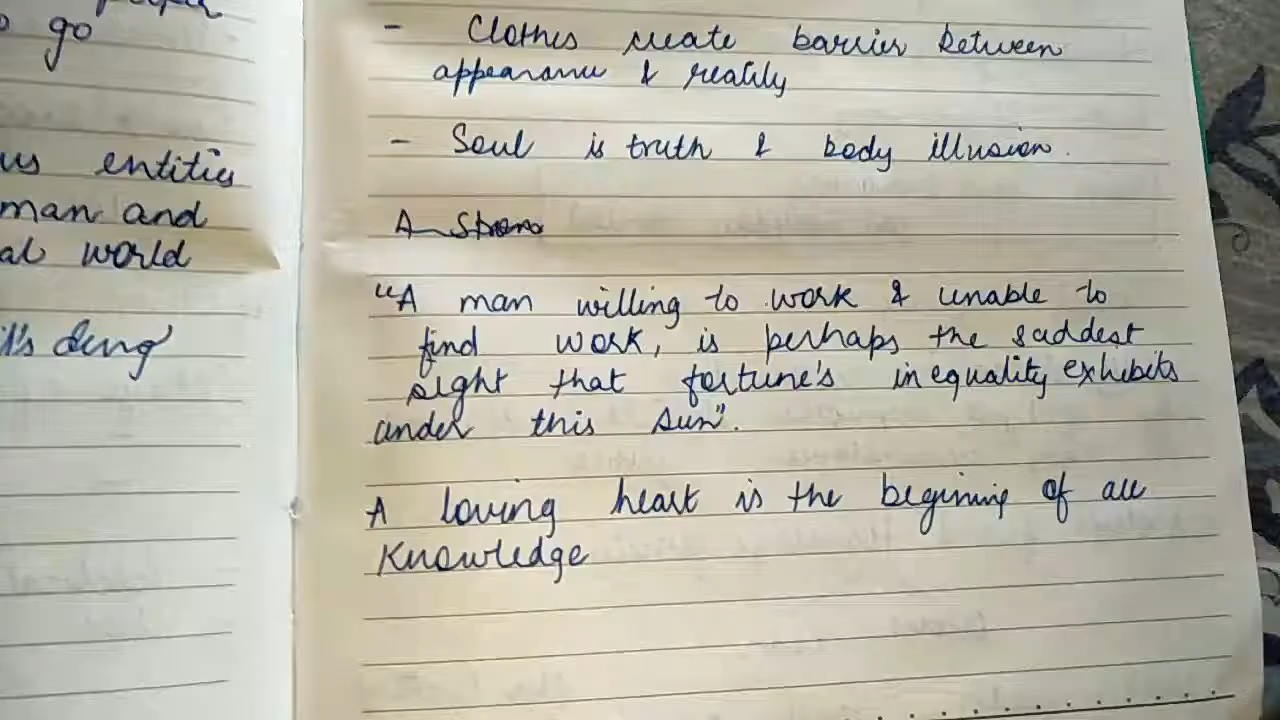 go
us entities
man and
al world
- Clothes create barrier between
appearance & reality
- Soul is truth & body illusion.
A Strono
"A man willing to work & unable to
find work, is perhaps the saddest
sight that fortune's inequality exhibits
under this sun".
A loving heart is the begining of all
Knowledge